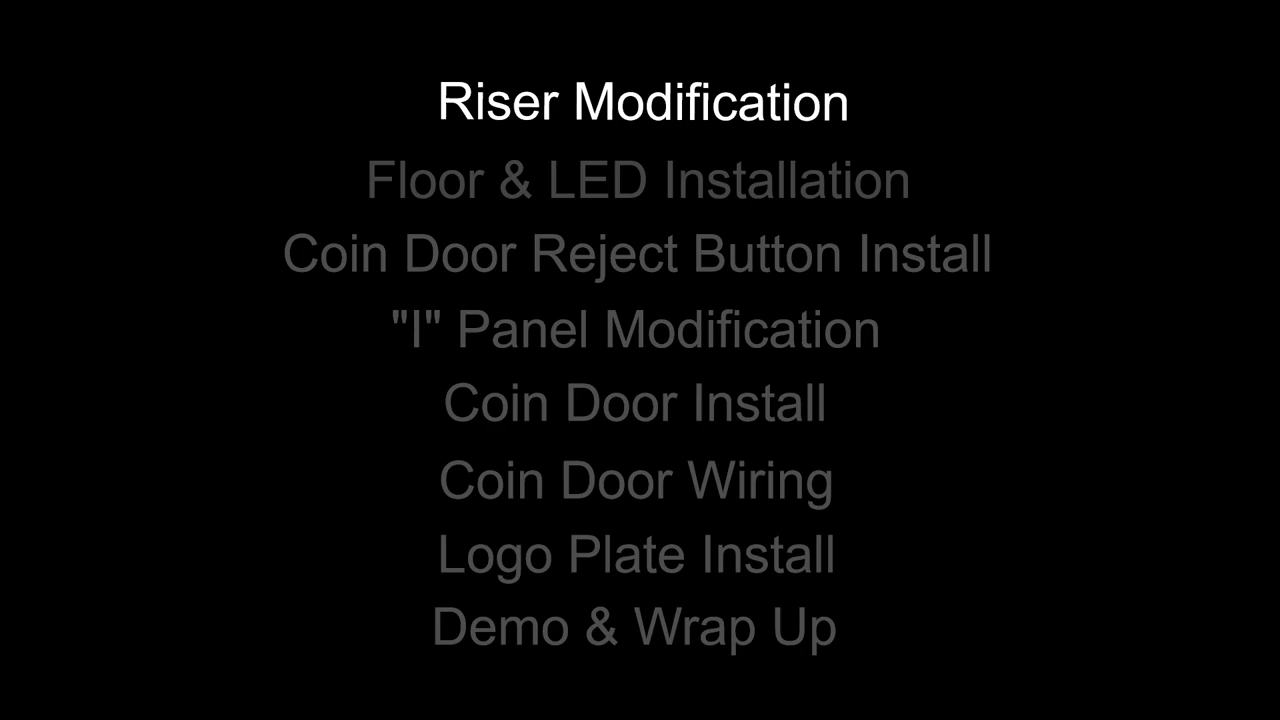 Riser Modification
Floor & LED Installation
Coin Door Reject Button Install
"I" Panel Modification
Coin Door Install
Coin Door Wiring
Logo Plate Install
Demo & Wrap Up